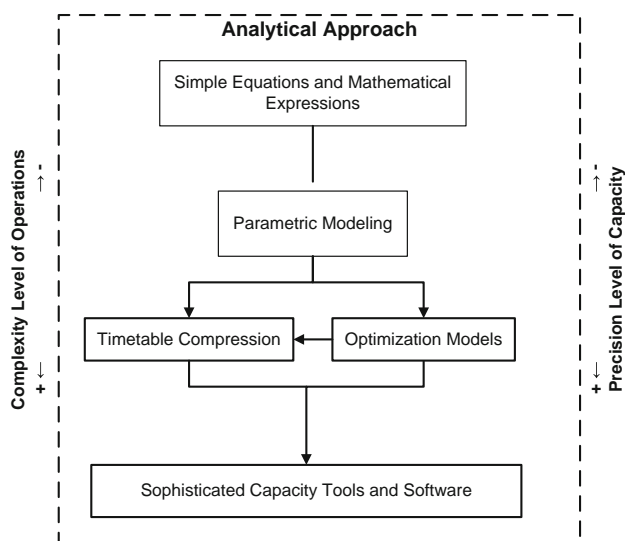 Analytical Approach
Simple Equations and Mathematical
Expressions
Parametric Modeling
Timetable Compression
Optimization Models
Sophisticated Capacity Tools and Software
Complexity Level of Operations
+ ← → -
Precision Level of Capacity
+ ← → -